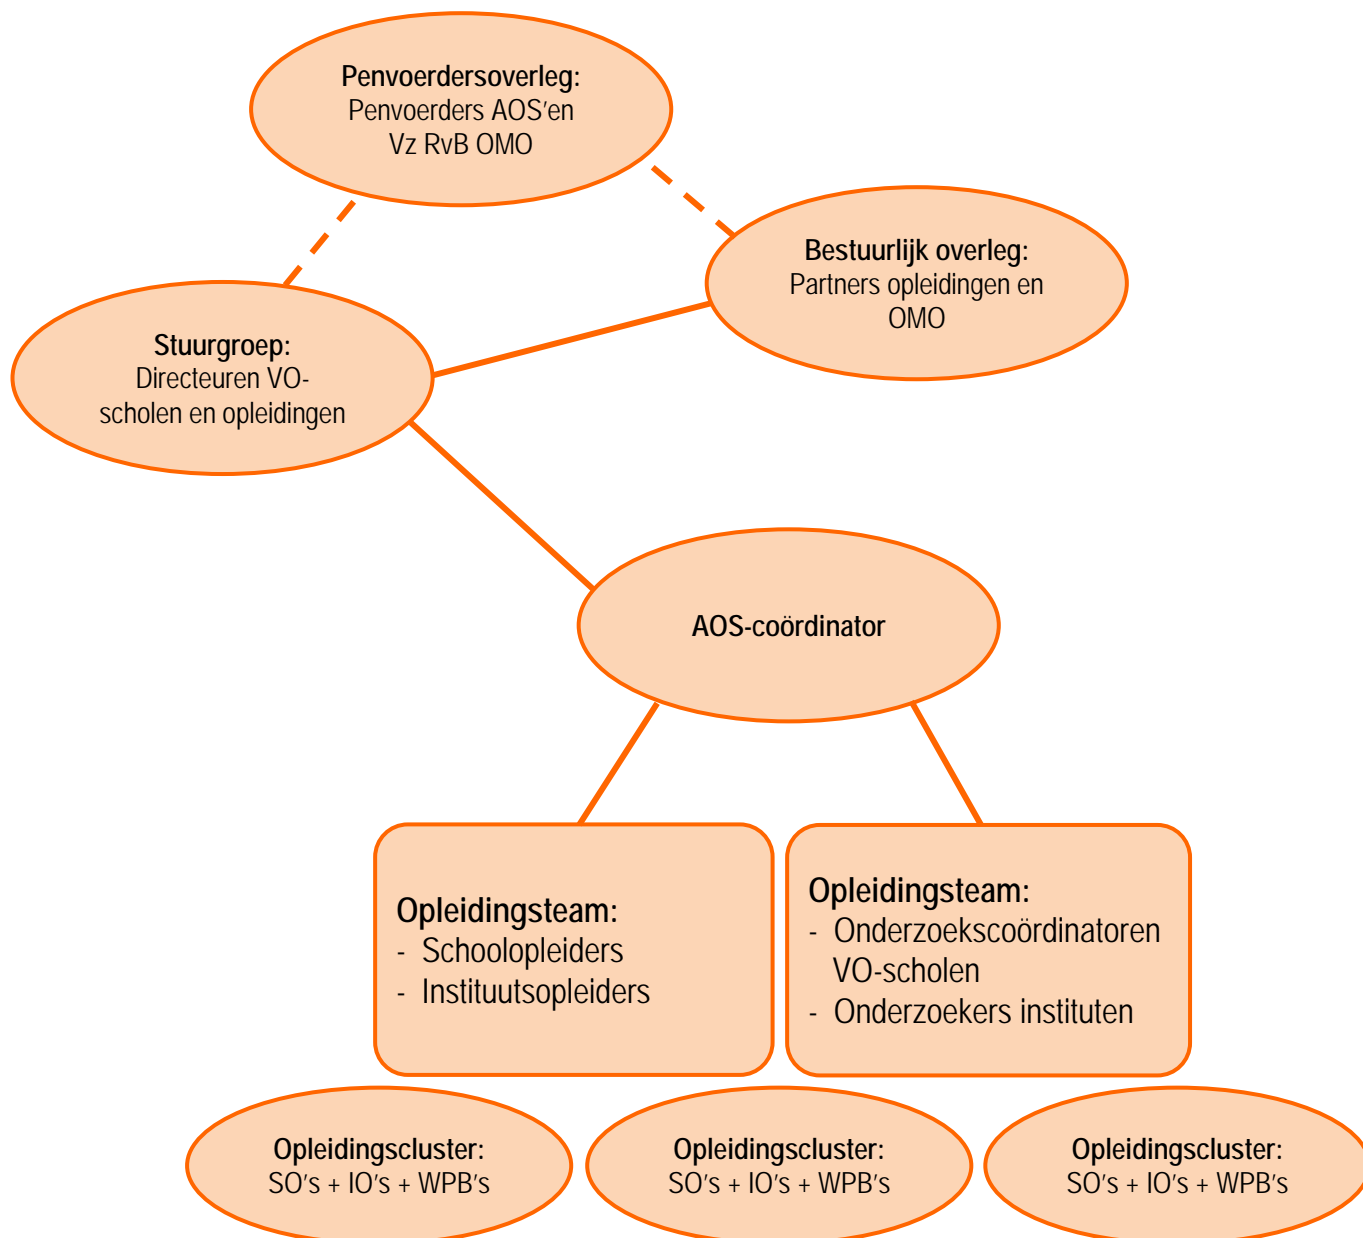 Penvoerdersoverleg:
Penvoerders AOS'en
Vz RvB OMO
Bestuurlijk overleg:
Partners opleidingen en
OMO
Stuurgroep:
Directeuren VO-
scholen en opleidingen
AOS-coördinator
Opleidingsteam:
- Schoolopleiders
- Instituutsopleiders
Opleidingsteam:
- Onderzoekscoördinatoren
VO-scholen
- Onderzoekers instituten
Opleidingscluster:
SO's + IO's + WPB's
Opleidingscluster:
SO's + IO's + WPB's
Opleidingscluster:
SO's + IO's + WPB's